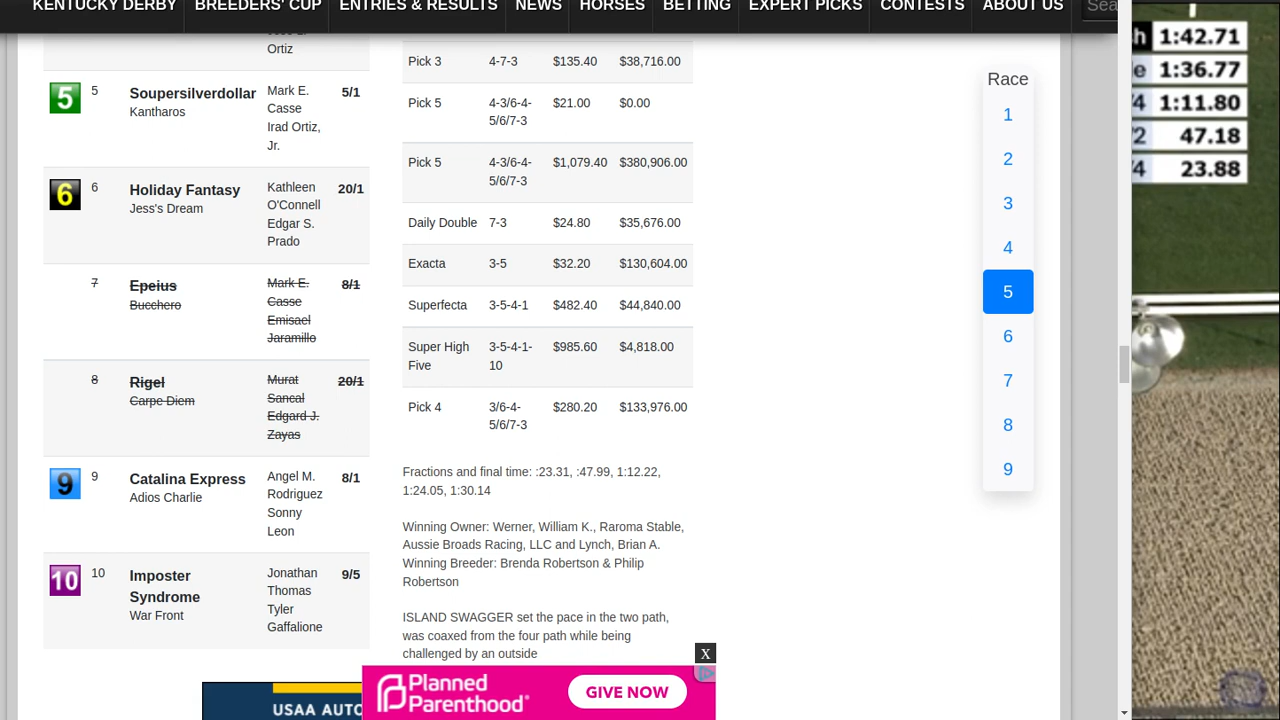 KENTUCKY DERBY BREEDERS' CUP ENTRIES & RESULTS NEWS HORSES BETTING EXPERT PICKS CONTESTS ABOUT US Sea
Ortiz
5 5 Soupersilverdollar Mark E. 5/1
Kantharos Casse
Irad Ortiz,
Jr.
6 6 Holiday Fantasy Kathleen 20/1
Jess's Dream O'Connell
Edgar S.
Prado
7 Epeius Mark E. 8/1
Bucchero Casse
Emisael
Jaramillo
8 Rigel Murat 20/1
Carpe Diem Sancal
Edgard J.
Zayas
9 9 Catalina Express Angel M. 8/1
Adios Charlie Rodriguez
Sonny
Leon
10 10 Imposter Jonathan 9/5
Syndrome Thomas
War Front Tyler
Gaffalione
Pick 3 4-7-3 $135.40 $38,716.00
Pick 5 4-3/6-4- $21.00 $0.00
5/6/7-3
Pick 5 4-3/6-4- $1,079.40 $380,906.00
5/6/7-3
Daily Double 7-3 $24.80 $35,676.00
Exacta 3-5 $32.20 $130,604.00
Superfecta 3-5-4-1 $482.40 $44,840.00
Super High 3-5-4-1- $985.60 $4,818.00
Five 10
Pick 4 3/6-4- $280.20 $133,976.00
5/6/7-3
Fractions and final time: :23.31, :47.99, 1:12.22,
1:24.05, 1:30.14
Winning Owner: Werner, William K., Raroma Stable,
Aussie Broads Racing, LLC and Lynch, Brian A.
Winning Breeder: Brenda Robertson & Philip
Robertson
ISLAND SWAGGER set the pace in the two path,
was coaxed from the four path while being
challenged by an outside
Race
1
2
3
4
5
6
7
8
9
h 1:42.71
e 1:36.77
/4 1:11.80
/2 47.18
/4 23.88
X
Planned
Parenthood®
GIVE NOW
USAA AUTO